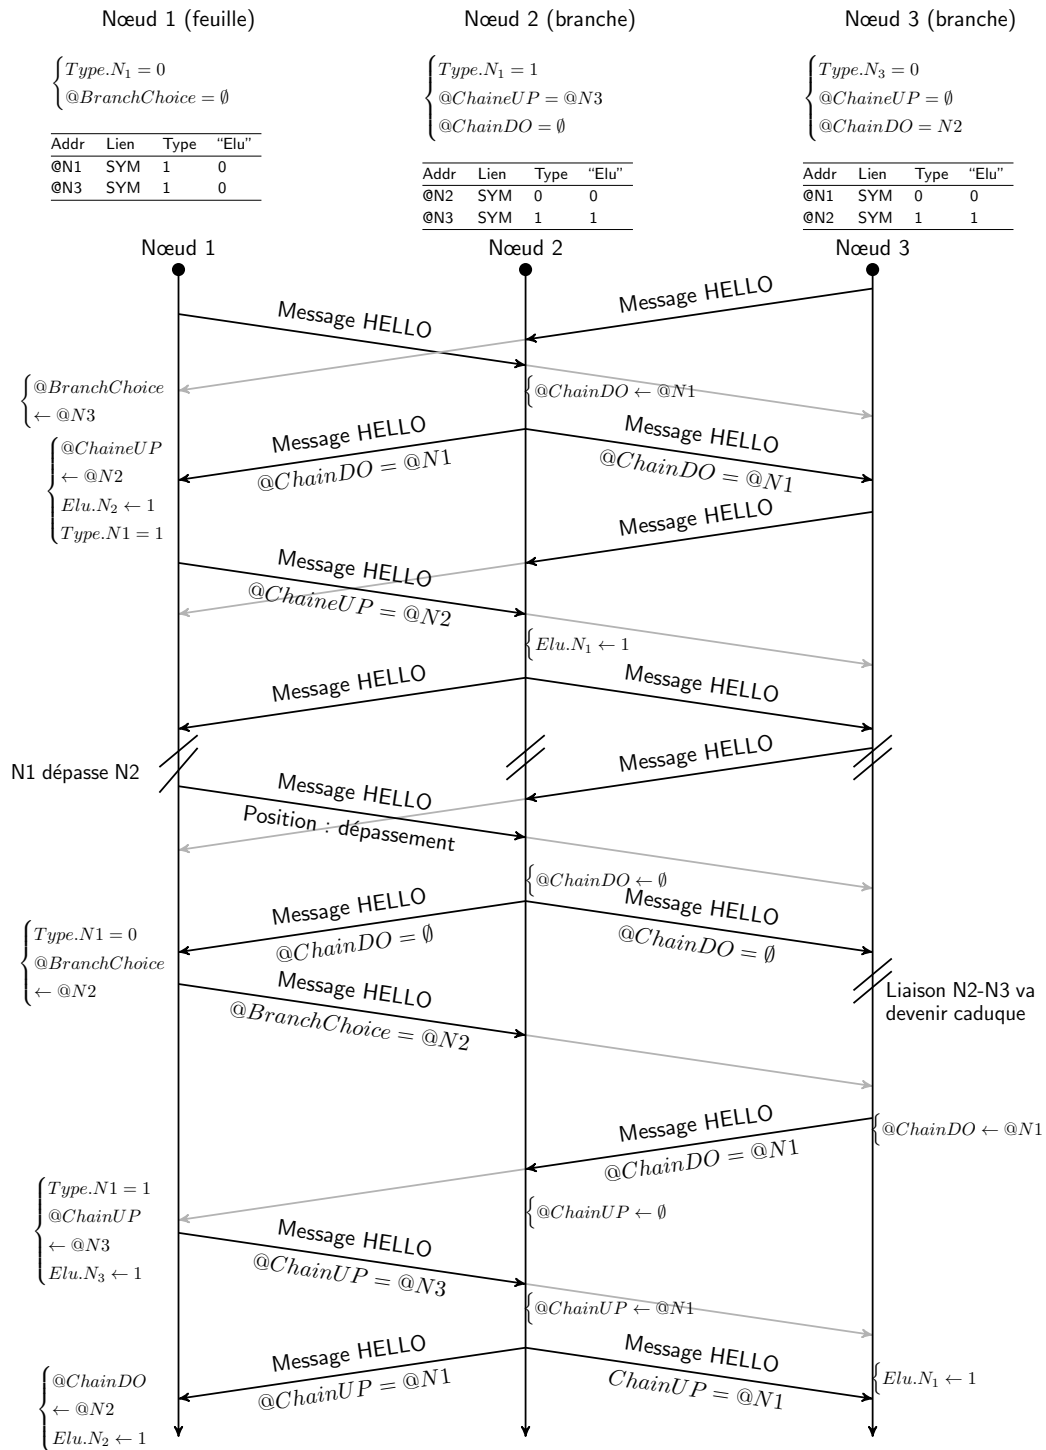 Nœud 1 (feuille)
Nœud 2 (branche)
Nœud 3 (branche)
Type.N₁ = 0
@BranchChoice = ∅
Type.N₁ = 1
@ChaineUP = @N3
@ChainDO = ∅
Type.N₃ = 0
@ChaineUP = ∅
@ChainDO = N2
Addr Lien Type “Elu”
@N1 SYM 1 0
@N3 SYM 1 0
Addr Lien Type “Elu”
@N2 SYM 0 0
@N3 SYM 1 1
Addr Lien Type “Elu”
@N1 SYM 0 0
@N2 SYM 1 1
Nœud 1
Nœud 2
Nœud 3
Message HELLO
Message HELLO
@BranchChoice
← @N3
@ChainDO ← @N1
Message HELLO
@ChainDO = @N1
Message HELLO
@ChainDO = @N1
@ChaineUP
← @N2
Elu.N₂ ← 1
Type.N1 = 1
Message HELLO
Message HELLO
@ChaineUP = @N2
Elu.N₁ ← 1
Message HELLO
Message HELLO
N1 dépasse N2
Message HELLO
Message HELLO
Position : dépassement
@ChainDO ← ∅
Message HELLO
@ChainDO = ∅
Message HELLO
@ChainDO = ∅
Type.N1 = 0
@BranchChoice
← @N2
Message HELLO
@BranchChoice = @N2
Liaison N2-N3 va
devenir caduque
Message HELLO
@ChainDO = @N1
@ChainDO ← @N1
Type.N1 = 1
@ChainUP
← @N3
Elu.N₃ ← 1
@ChainUP ← ∅
Message HELLO
@ChainUP = @N3
@ChainUP ← @N1
Message HELLO
@ChainUP = @N1
Message HELLO
ChainUP = @N1
Elu.N₁ ← 1
@ChainDO
← @N2
Elu.N₂ ← 1